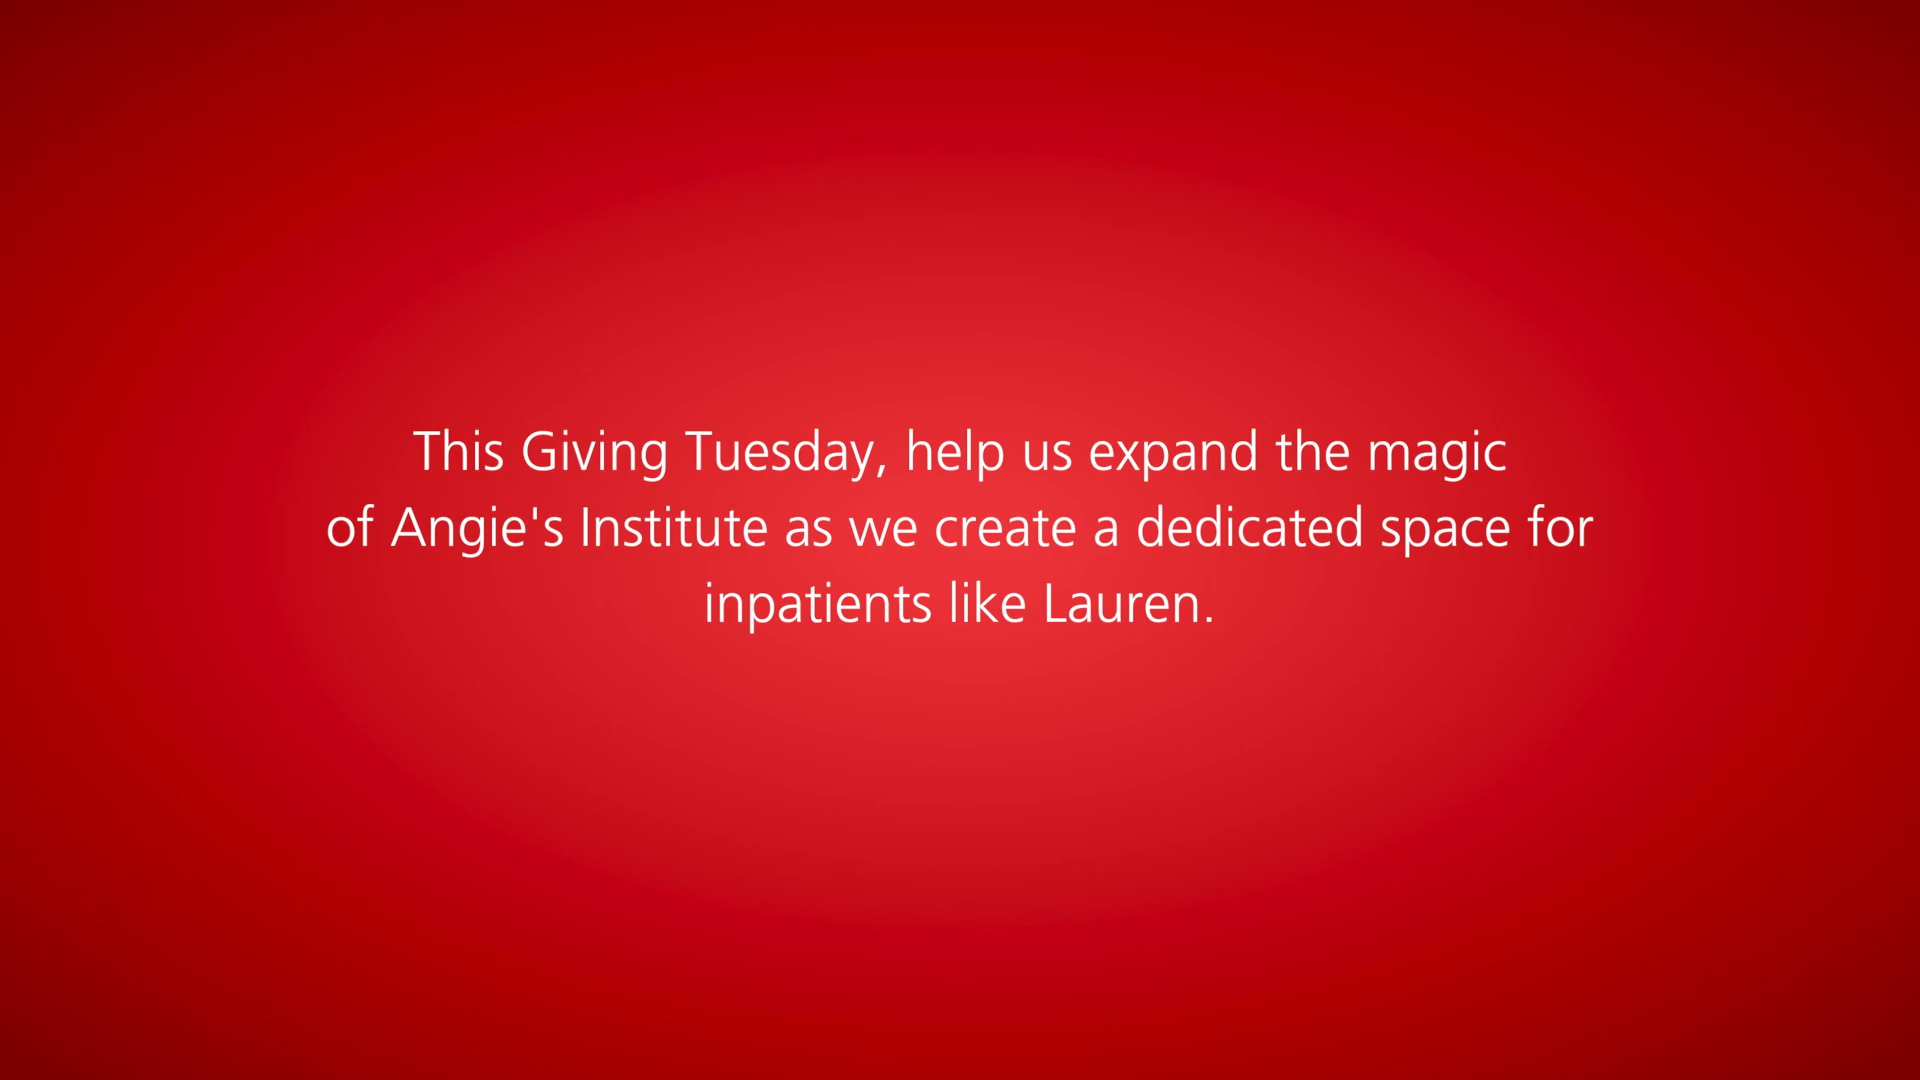 This Giving Tuesday, help us expand the magic
of Angie's Institute as we create a dedicated space for
inpatients like Lauren.